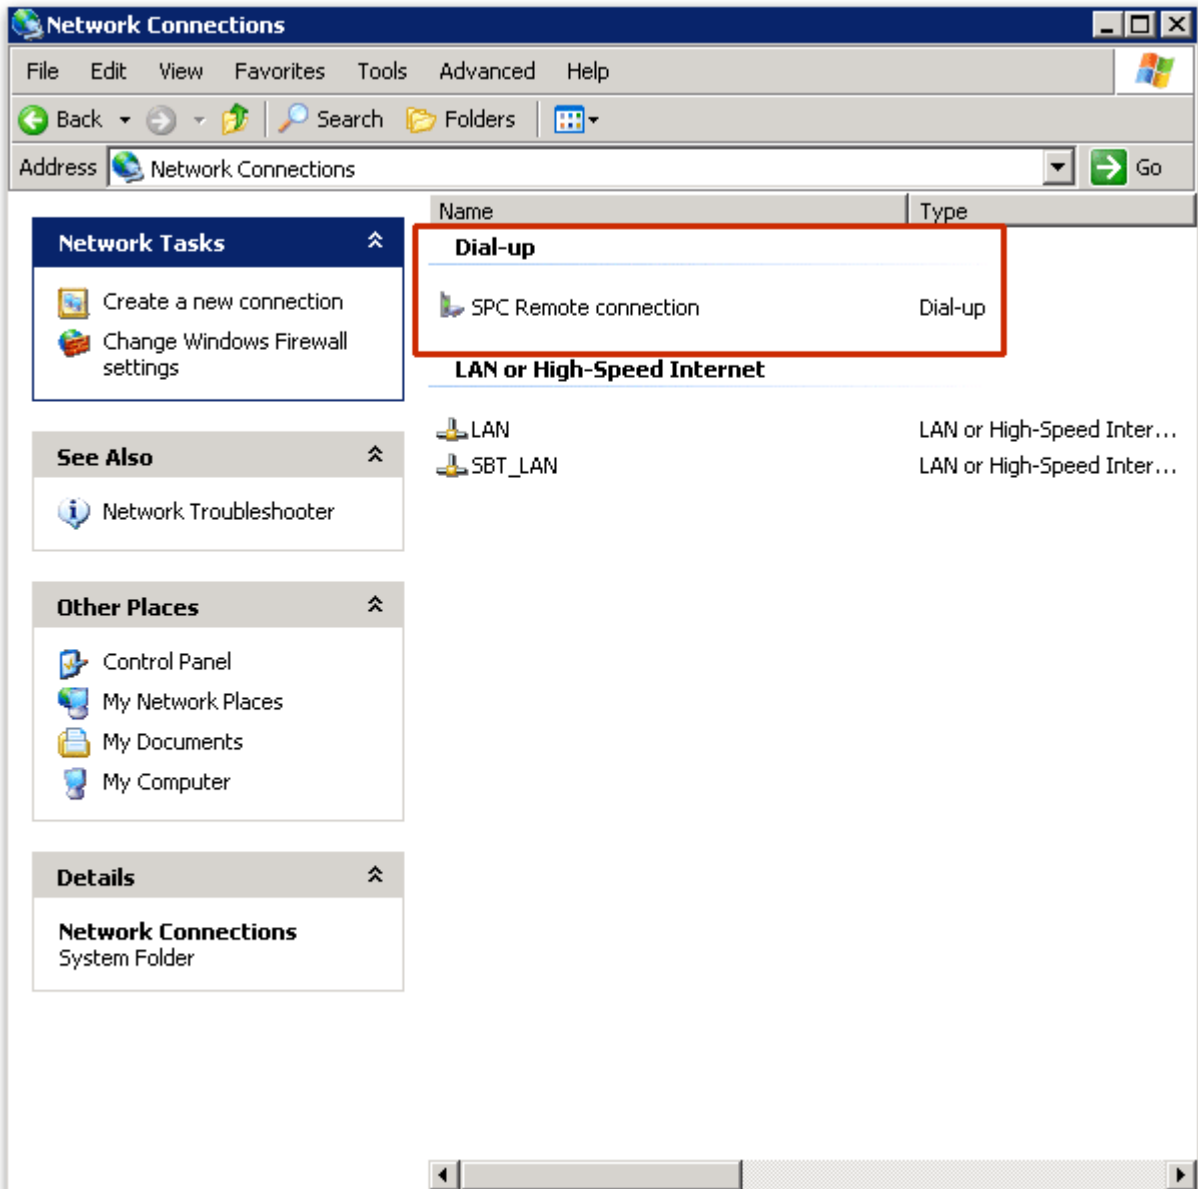 Network Connections
File Edit View Favorites Tools Advanced Help
Back Search Folders
Address Network Connections Go
Name Type
Network Tasks
Create a new connection
Change Windows Firewall
settings
See Also
Network Troubleshooter
Other Places
Control Panel
My Network Places
My Documents
My Computer
Details
Network Connections
System Folder
Dial-up
SPC Remote connection Dial-up
LAN or High-Speed Internet
LAN LAN or High-Speed Inter...
SBT_LAN LAN or High-Speed Inter...